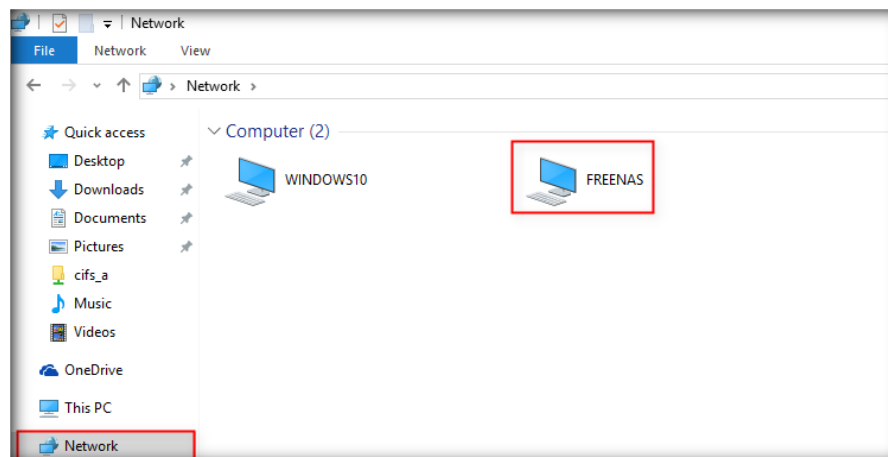 Network
File Network View
Network
Quick access
Desktop
Downloads
Documents
Pictures
cifs_a
Music
Videos
OneDrive
This PC
Network
Computer (2)
WINDOWS10 FREENAS